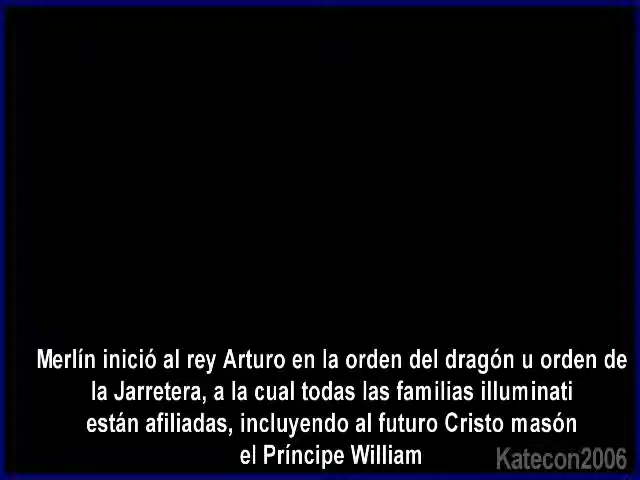 Merlín inició al rey Arturo en la orden del dragón u orden de
la Jarretera, a la cual todas las familias illuminati
están afiliadas, incluyendo al futuro Cristo masón
el Príncipe William
Katecon2006